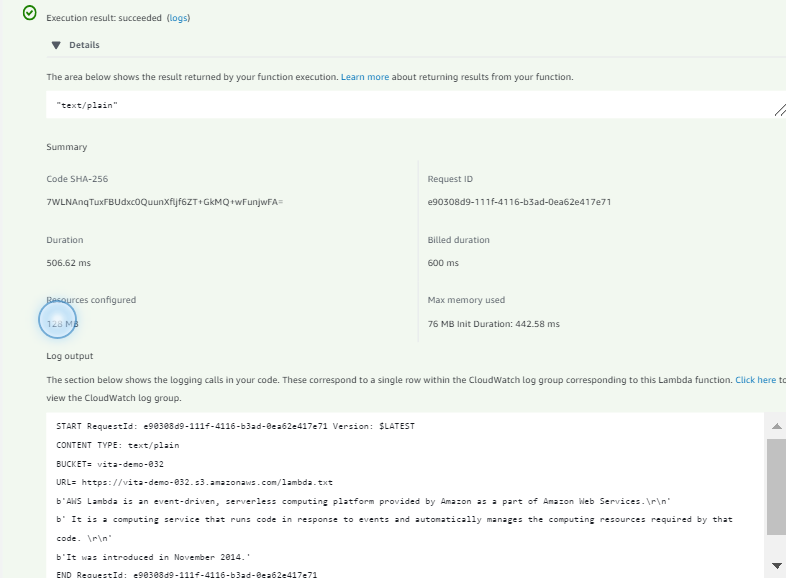 Execution result: succeeded (logs)
Details
The area below shows the result returned by your function execution. Learn more about returning results from your function.
"text/plain"
Summary
Code SHA-256
7WLNAnqTuxFBUdxc0QuunXfljf6ZT+GkMQ+wFunjwFA=
Request ID
e90308d9-111f-4116-b3ad-0ea62e417e71
Duration
506.62 ms
Billed duration
600 ms
Resources configured
128 MB
Max memory used
76 MB Init Duration: 442.58 ms
Log output
The section below shows the logging calls in your code. These correspond to a single row within the CloudWatch log group corresponding to this Lambda function. Click here to
view the CloudWatch log group.
START RequestId: e90308d9-111f-4116-b3ad-0ea62e417e71 Version: $LATEST
CONTENT TYPE: text/plain
BUCKET= vita-demo-032
URL= https://vita-demo-032.s3.amazonaws.com/lambda.txt
b'AWS Lambda is an event-driven, serverless computing platform provided by Amazon as a part of Amazon Web Services.\r\n'
b' It is a computing service that runs code in response to events and automatically manages the computing resources required by that
code. \r\n'
b'It was introduced in November 2014.'
END RequestId: e90308d9-111f-4116-b3ad-0ea62e417e71